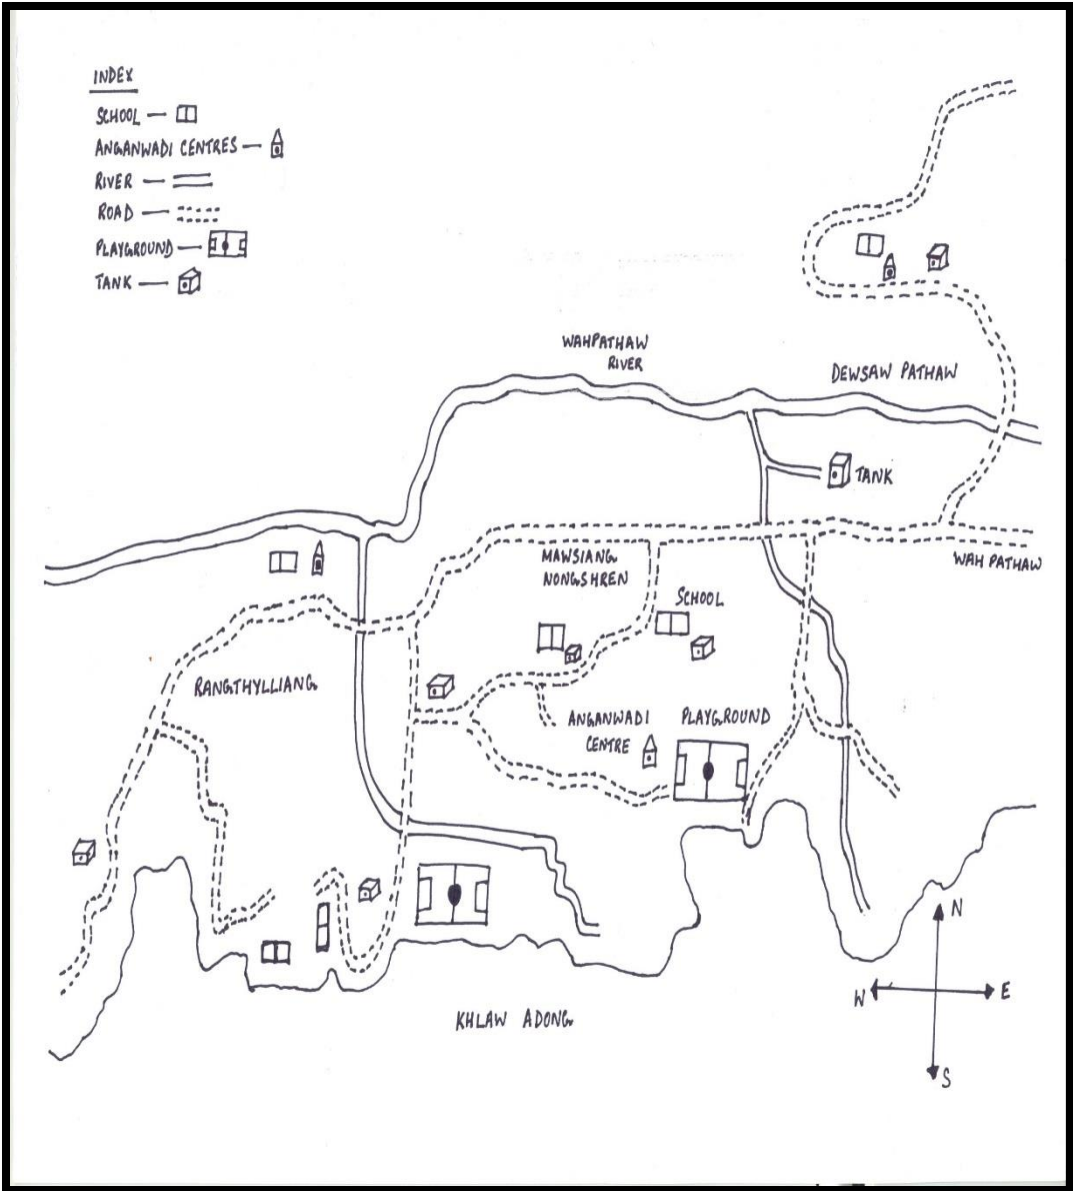 INDEX
SCHOOL —
ANGANWADI CENTRES —
RIVER —
ROAD —
PLAYGROUND —
TANK —
WAHPATHAW
RIVER
DEWSAW PATHAW
TANK
MAWSIANG
NONGSHREN
WAH PATHAW
SCHOOL
RANGTHYLLIANG
ANGANWADI
CENTRE
PLAYGROUND
KHLAW ADONG
N
W
E
S